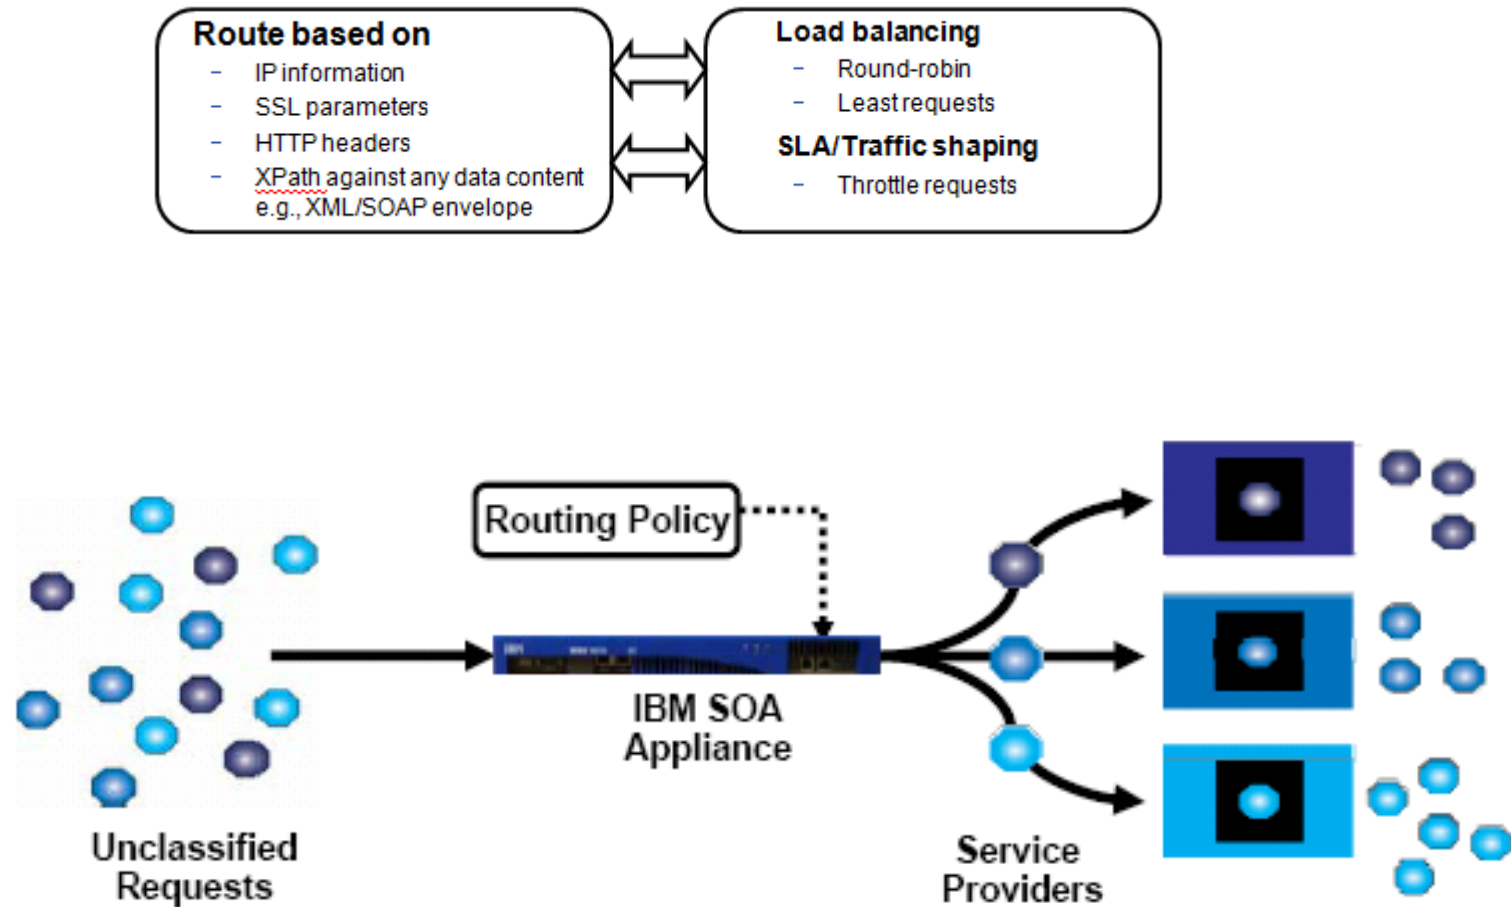 Route based on
- IP information
- SSL parameters
- HTTP headers
- XPath against any data content
e.g., XML/SOAP envelope
Load balancing
- Round-robin
- Least requests
SLA/Traffic shaping
- Throttle requests
Routing Policy
IBM
IBM SOA
Appliance
Unclassified
Requests
Service
Providers